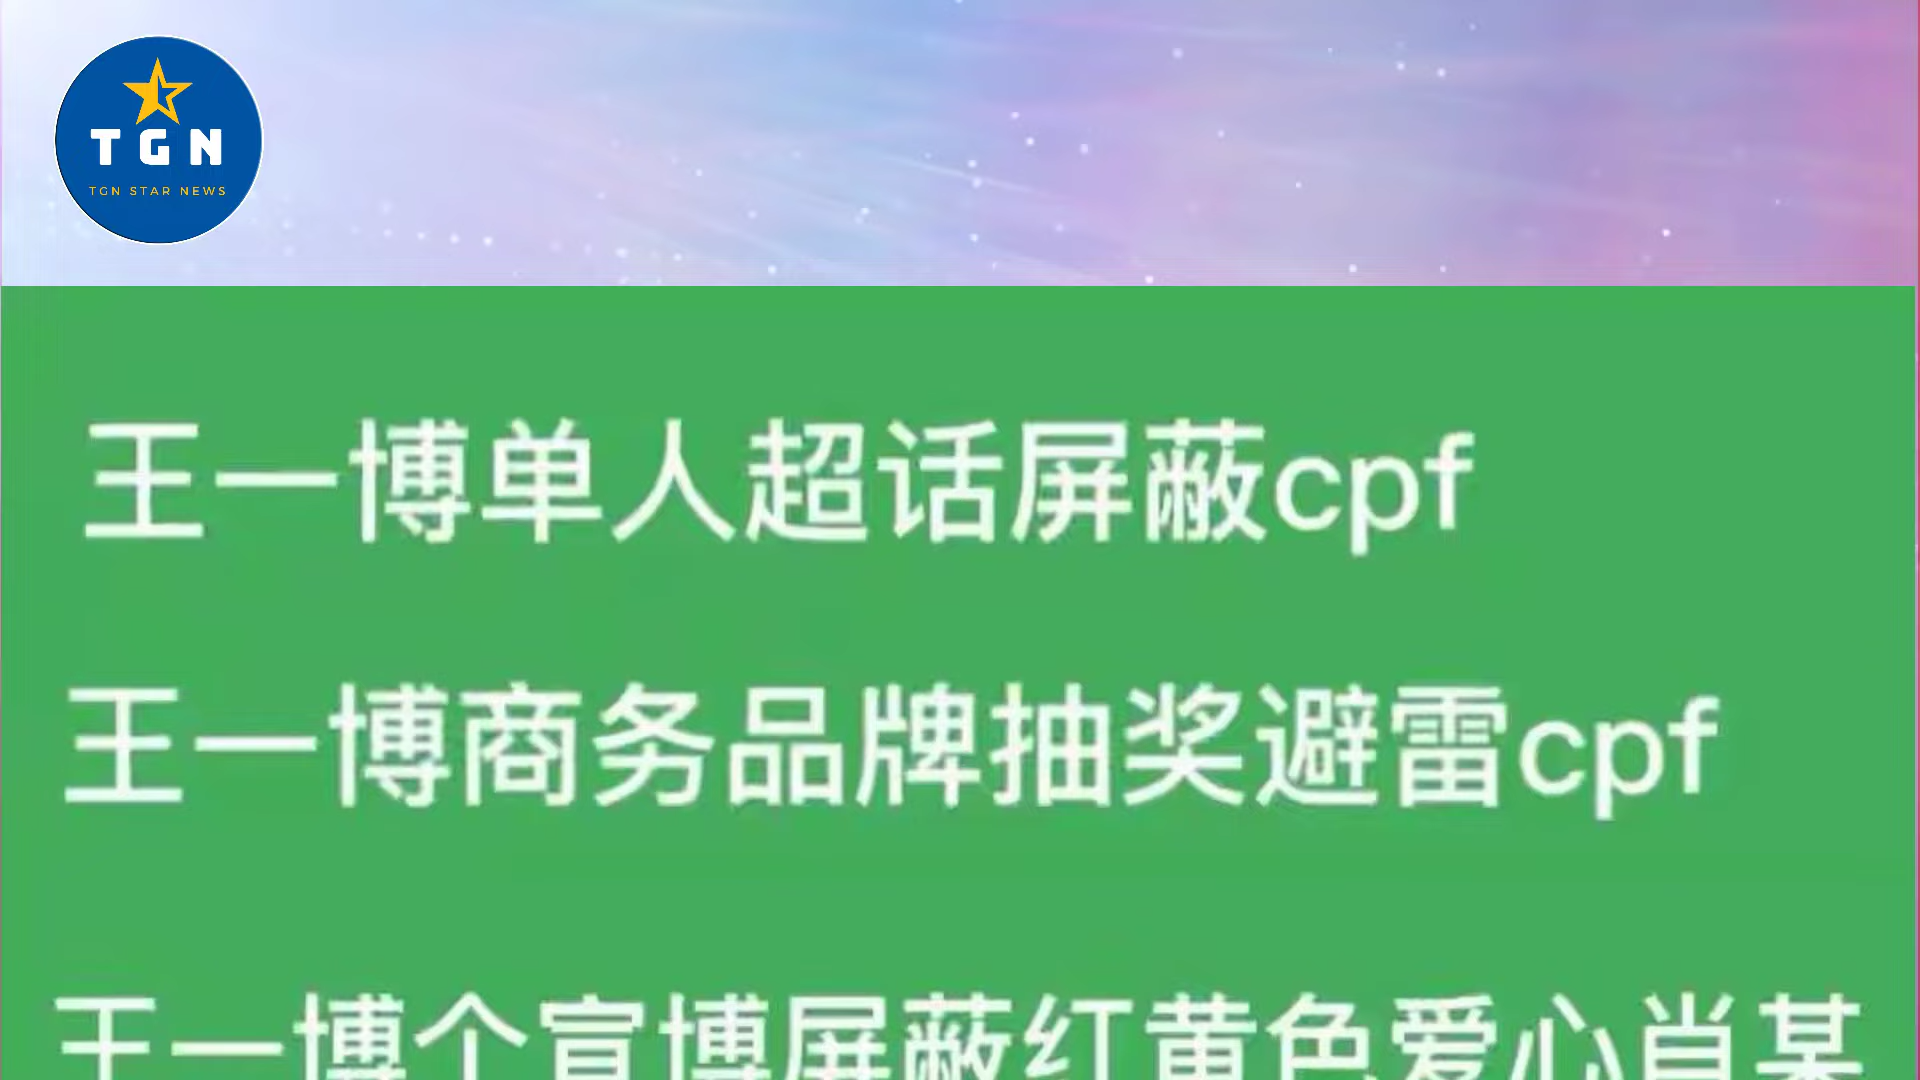 TGN
TGN STAR NEWS
王一博单人超话屏蔽cpf
王一博商务品牌抽奖避雷cpf
王一博个宣博屏蔽红黄色爱心肖某